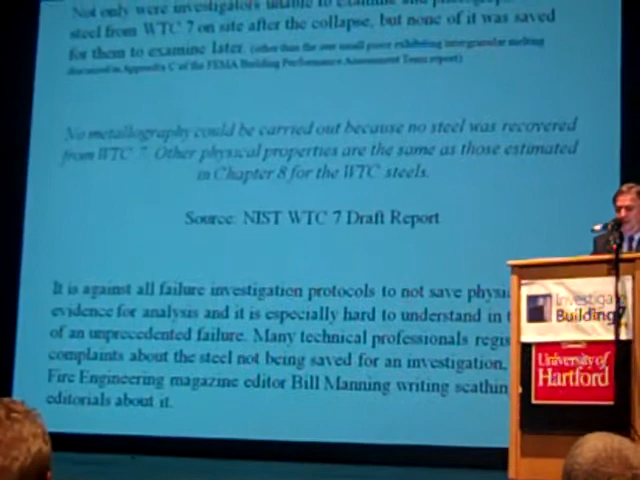 Not only were investigators unable to examine and
steel from WTC 7 on site after the collapse, but none of it was saved
for them to examine later (other than the one small piece exhibiting intergranular melting
discussed in Appendix C of the FEMA Building Performance Assessment Team report)
No metallography could be carried out because no steel was recovered
from WTC 7. Other physical properties are the same as those estimated
in Chapter 8 for the WTC steels.
Source: NIST WTC 7 Draft Report
It is against all failure investigation protocols to not save physi
evidence for analysis and it is especially hard to understand in t
of an unprecedented failure. Many technical professionals regis
complaints about the steel not being saved for an investigation,
Fire Engineering magazine editor Bill Manning writing scathin
editorials about it.
Investigate
Building 7
University of
Hartford